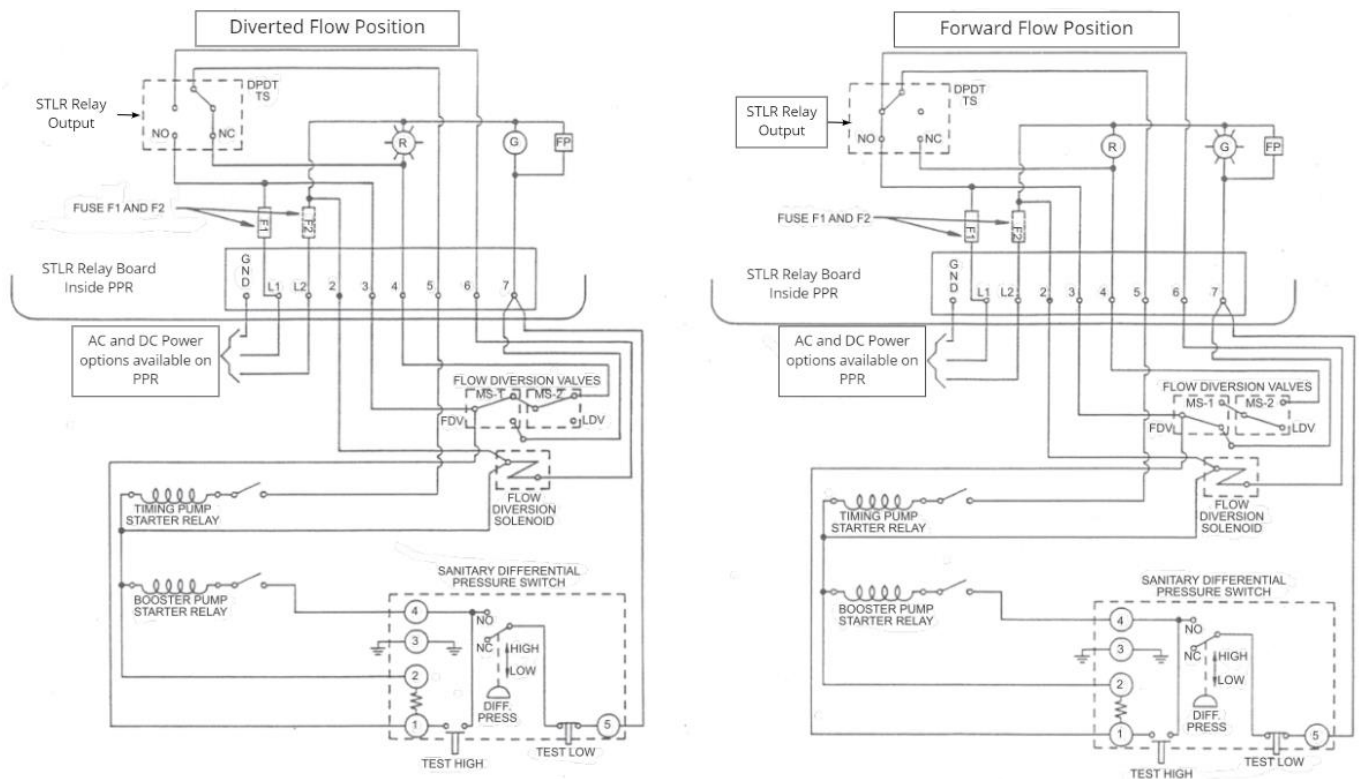 Diverted Flow Position
DPDT
TS
STLR Relay
Output
NO
NC
R
G
FP
FUSE F1 AND F2
F1
F2
STLR Relay Board
Inside PPR
GND
L1
L2
2
3
4
5
6
7
AC and DC Power
options available on
PPR
FLOW DIVERSION VALVES
MS-1
MS-2
FDV
LDV
FLOW
DIVERSION
SOLENOID
TIMING PUMP
STARTER RELAY
SANITARY DIFFERENTIAL
PRESSURE SWITCH
BOOSTER PUMP
STARTER RELAY
4
NO
3
NC
HIGH
LOW
2
DIFF.
PRESS
1
5
TEST HIGH
TEST LOW
Forward Flow Position
DPDT
TS
STLR Relay
Output
NO
NC
R
G
FP
FUSE F1 AND F2
F1
F2
STLR Relay Board
Inside PPR
GND
L1
L2
2
3
4
5
6
7
AC and DC Power
options available on
PPR
FLOW DIVERSION VALVES
MS-1
MS-2
FDV
LDV
FLOW
DIVERSION
SOLENOID
TIMING PUMP
STARTER RELAY
SANITARY DIFFERENTIAL
PRESSURE SWITCH
BOOSTER PUMP
STARTER RELAY
4
NO
3
NC
HIGH
LOW
2
DIFF.
PRESS
1
5
TEST HIGH
TEST LOW